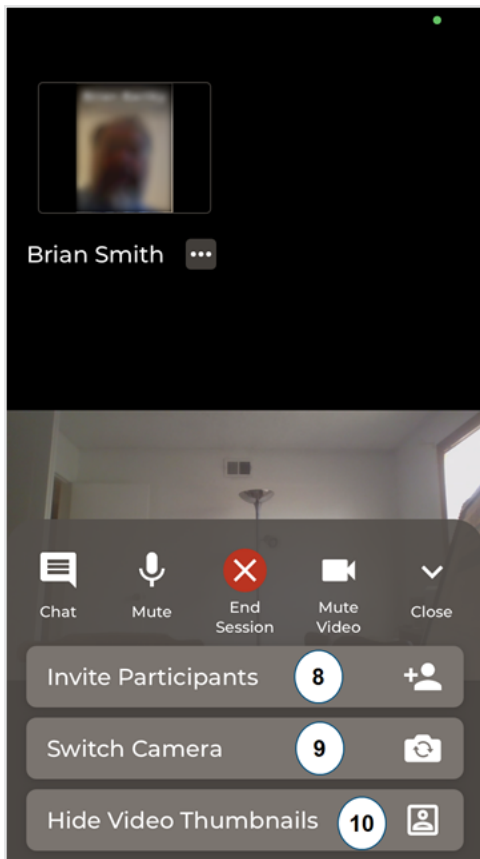 Brian Smith
Chat
Mute
End
Session
Mute
Video
Close
Invite Participants 8
Switch Camera 9
Hide Video Thumbnails 10